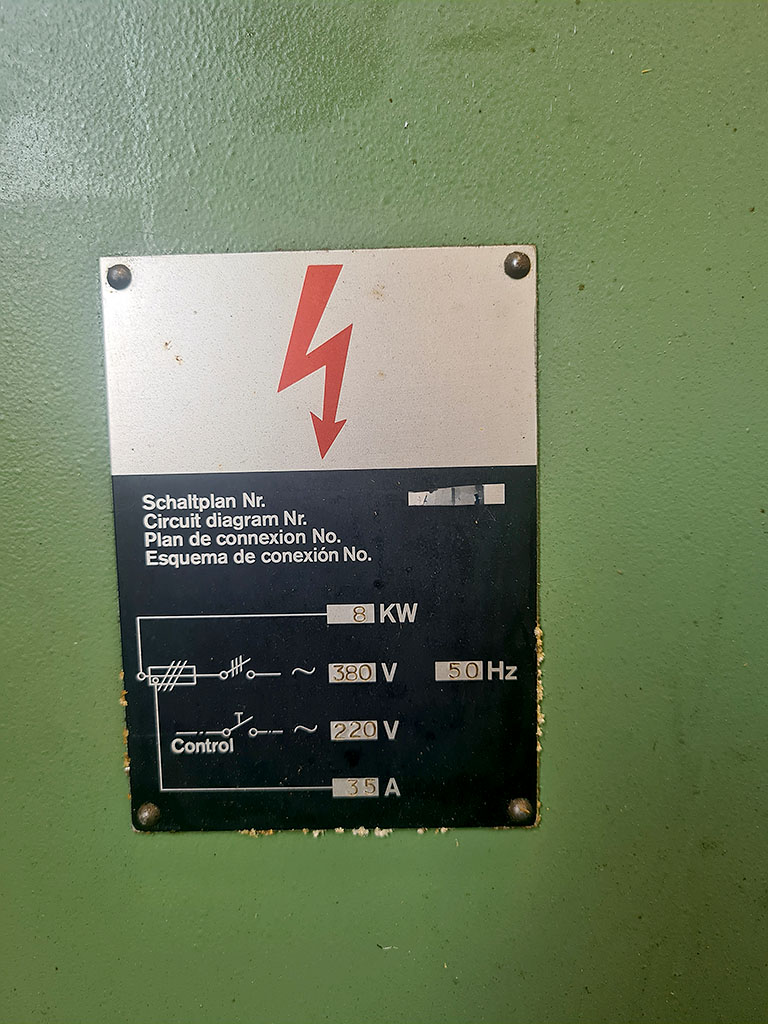 Schaltplan Nr.
Circuit diagram Nr.
Plan de connexion No.
Esquema de conexión No.
8 KW
~ 380 V 50 Hz
~ 220 V
Control
35 A